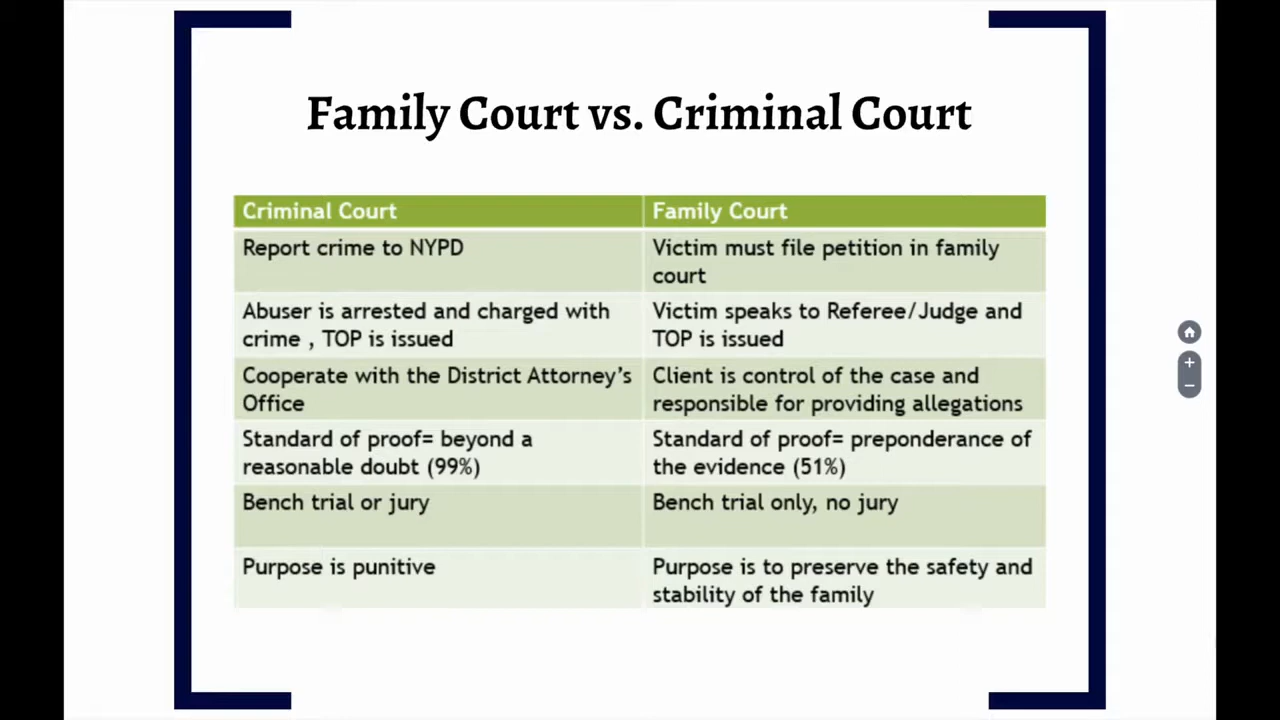 Family Court vs. Criminal Court
Criminal Court
Family Court
Report crime to NYPD
Victim must file petition in family
court
Abuser is arrested and charged with
crime , TOP is issued
Victim speaks to Referee/Judge and
TOP is issued
Cooperate with the District Attorney's
Office
Client is control of the case and
responsible for providing allegations
Standard of proof= beyond a
reasonable doubt (99%)
Standard of proof= preponderance of
the evidence (51%)
Bench trial or jury
Bench trial only, no jury
Purpose is punitive
Purpose is to preserve the safety and
stability of the family